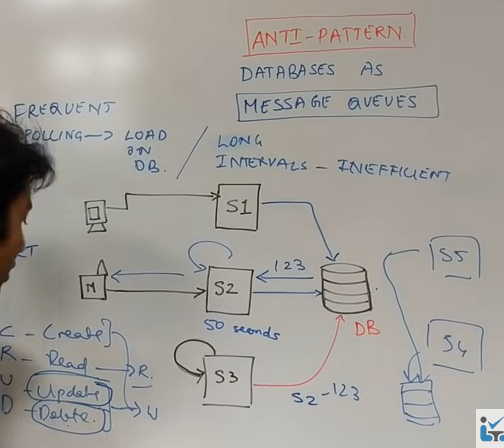 ANTI-PATTERN
DATABASES AS
MESSAGE QUEUES
FREQUENT
POLLING → LOAD
ON
DB.
/ LONG
INTERVALS - INEFFICIENT
S1
S5
123
M
S2
50 seconds
DB
S4
S3
S2-123
C - Create
R - Read → R.
U - Update
D - Delete → W